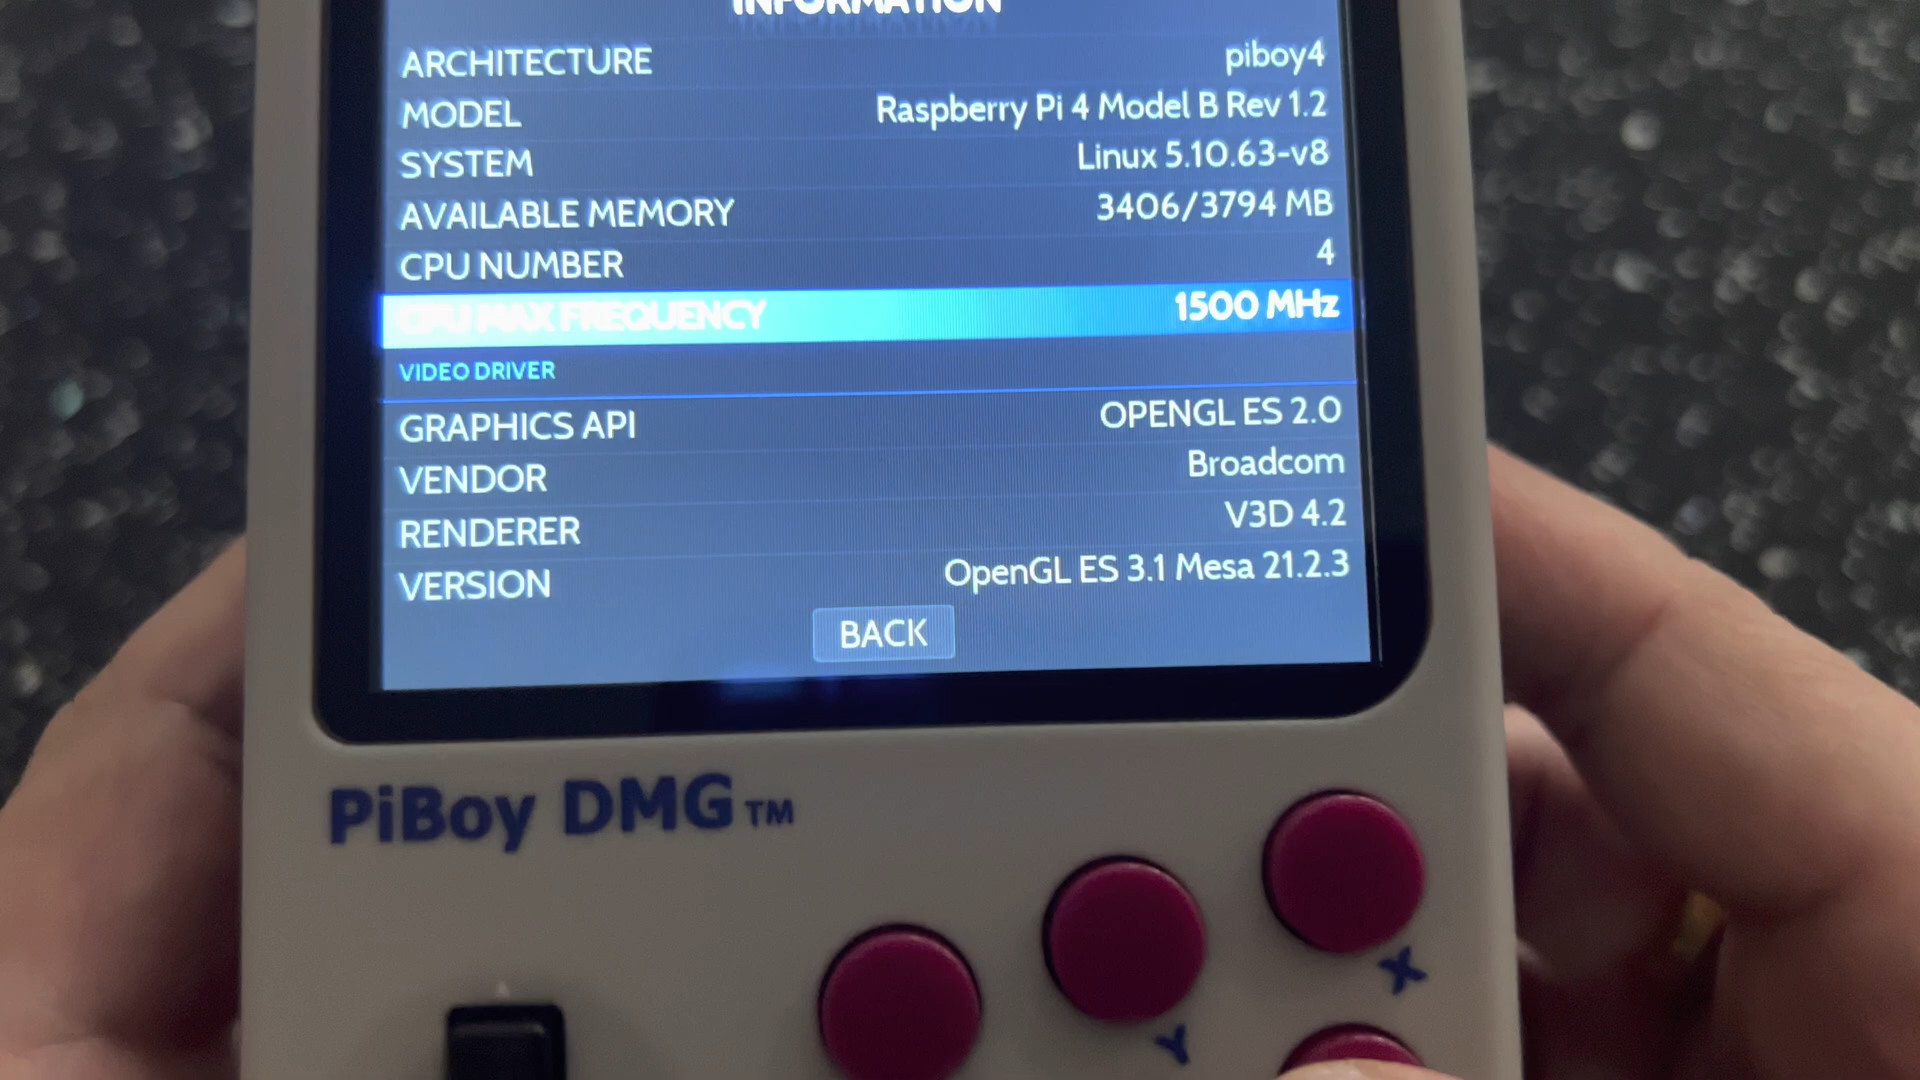 INFORMATION
ARCHITECTURE piboy4
MODEL Raspberry Pi 4 Model B Rev 1.2
SYSTEM Linux 5.10.63-v8
AVAILABLE MEMORY 3406/3794 MB
CPU NUMBER 4
CPU MAX FREQUENCY 1500 MHz
VIDEO DRIVER
GRAPHICS API OPENGL ES 2.0
VENDOR Broadcom
RENDERER V3D 4.2
VERSION OpenGL ES 3.1 Mesa 21.2.3
BACK
PiBoy DMG™
X
Y